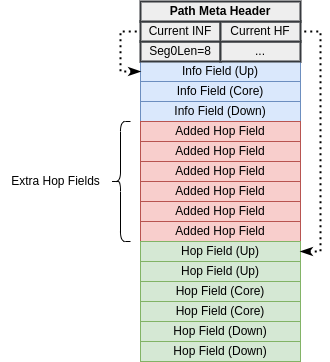 Path Meta Header
Current INF
Current HF
Seg0Len=8
...
Info Field (Up)
Info Field (Core)
Info Field (Down)
Added Hop Field
Added Hop Field
Added Hop Field
Extra Hop Fields
Added Hop Field
Added Hop Field
Added Hop Field
Hop Field (Up)
Hop Field (Up)
Hop Field (Core)
Hop Field (Core)
Hop Field (Down)
Hop Field (Down)